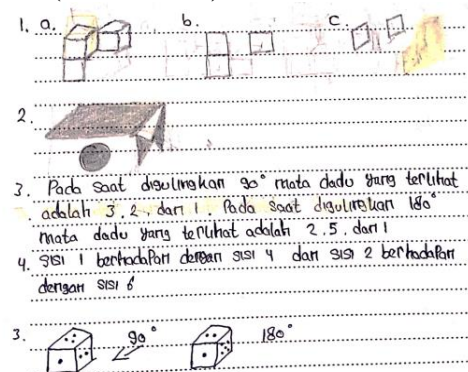 1. a. b. c.
2.
3. Pada saat digulingkan 90° mata dadu yang terlihat
adalah 3, 2, dan 1. Pada saat digulingkan 180°
mata dadu yang terlihat adalah 2, 5, dan 1
4. sisi 1 berhadapan dengan sisi 4 dan sisi 2 berhadapan
dengan sisi 6
3. 90° 180°